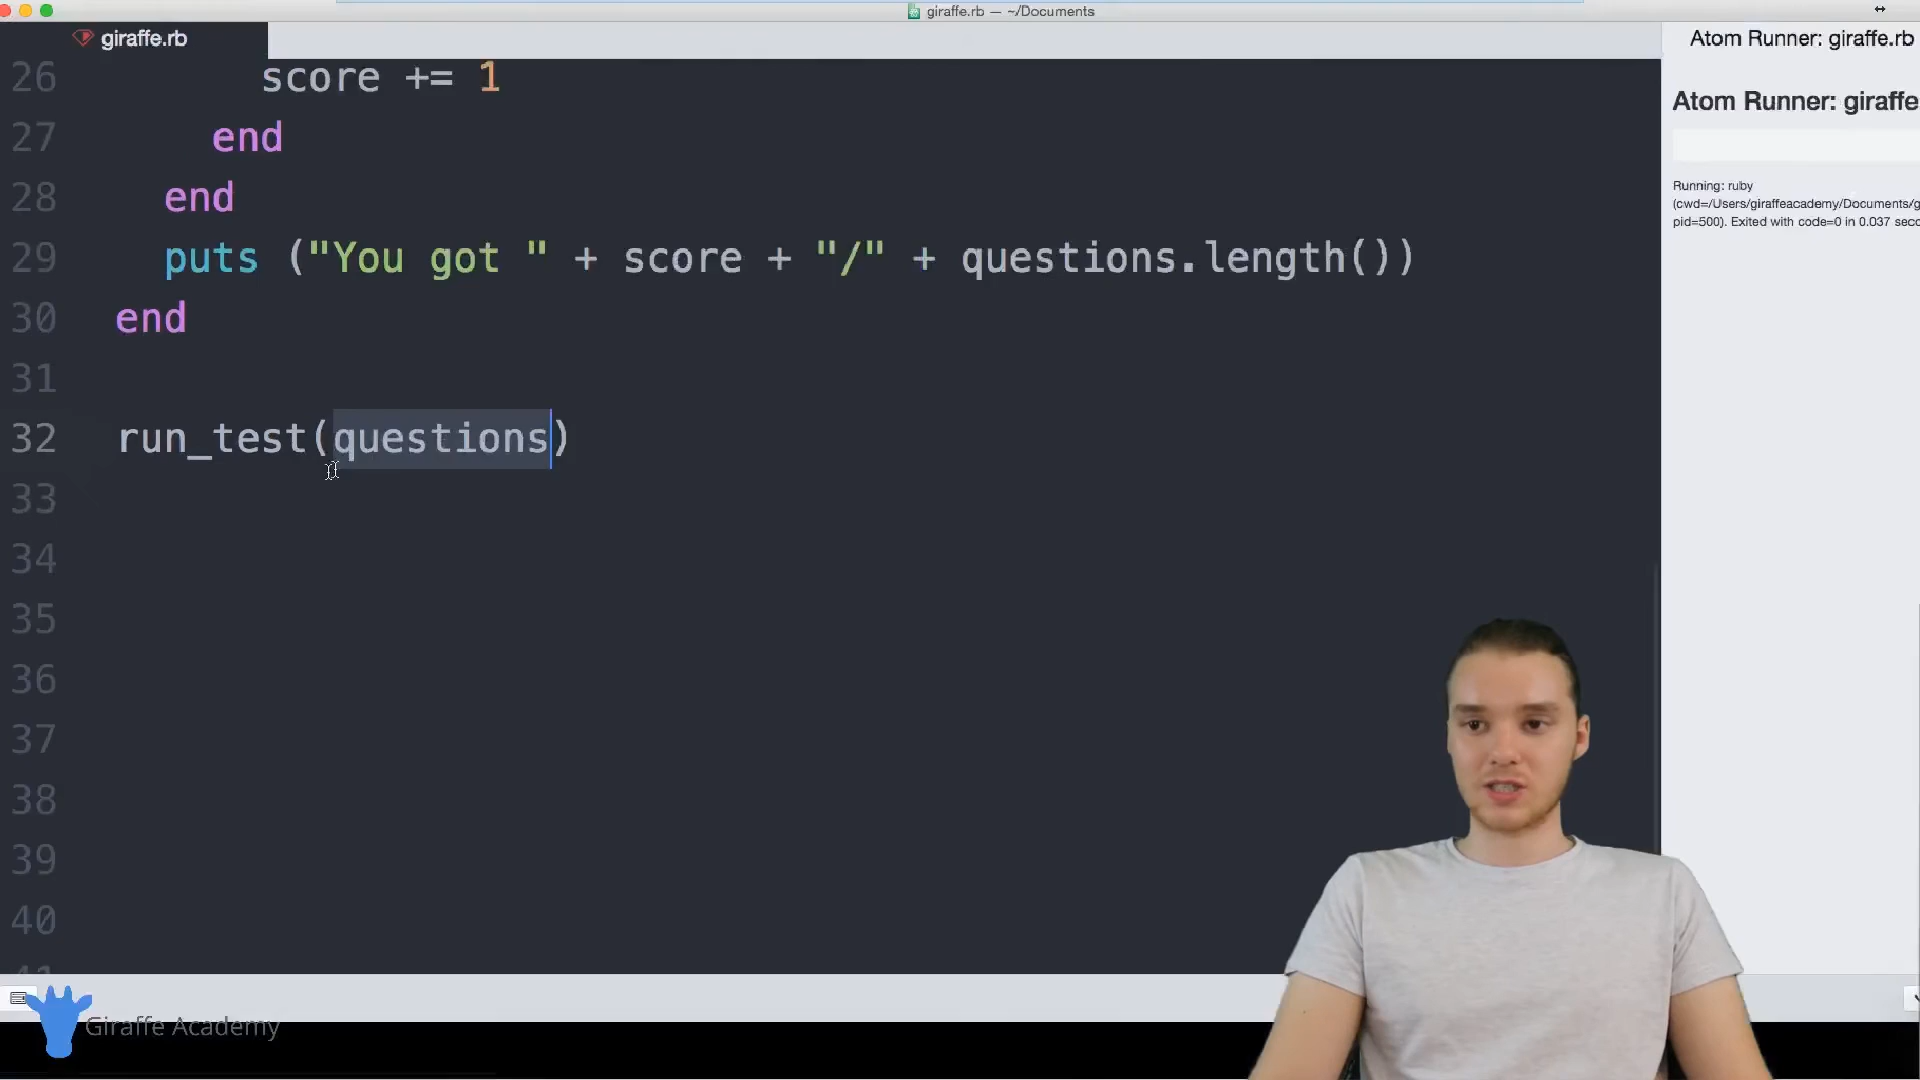 giraffe.rb — ~/Documents
giraffe.rb
Atom Runner: giraffe.rb
26 score += 1
27 end
28 end
29 puts ("You got " + score + "/" + questions.length())
30 end
31
32 run_test(questions)
33
34
35
36
37
38
39
40
41
Atom Runner: giraffe
Running: ruby
(cwd=/Users/giraffeacademy/Documents/g
pid=500). Exited with code=0 in 0.037 seco
Giraffe Academy